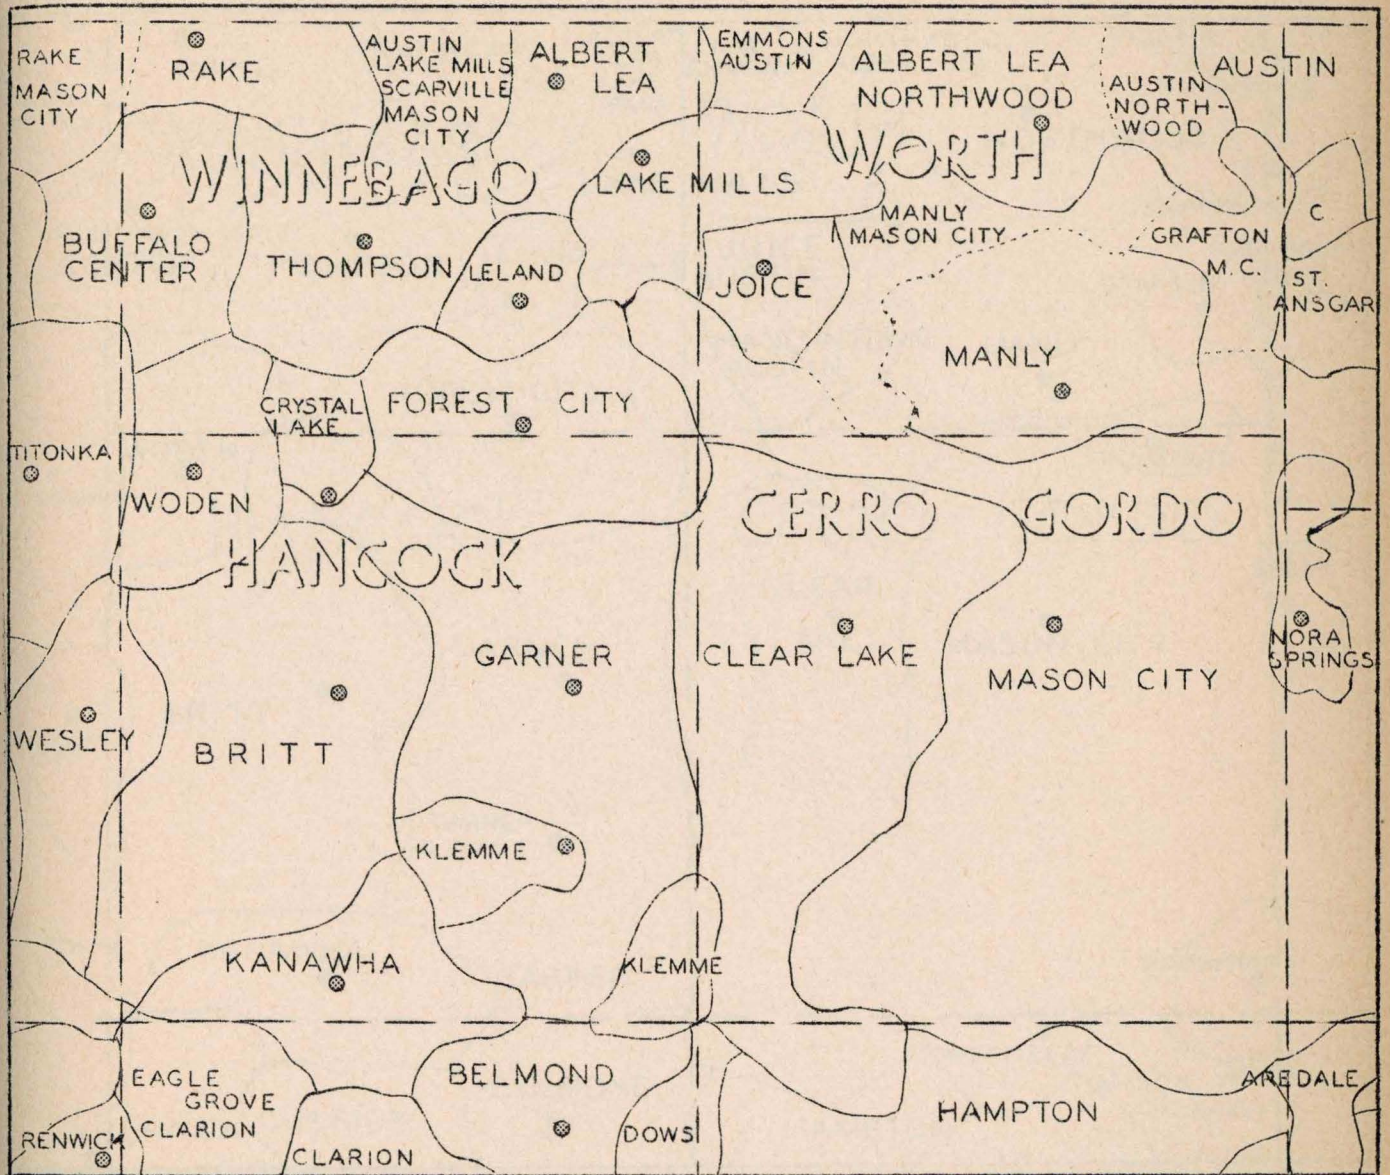 RAKE
MASON
CITY
RAKE
AUSTIN
LAKE MILLS
SCARVILLE
MASON
CITY
ALBERT
LEA
EMMONS
AUSTIN
ALBERT LEA
NORTHWOOD
AUSTIN
NORTH-
WOOD
AUSTIN
WINNEBAGO
WORTH
LAKE MILLS
BUFFALO
CENTER
THOMPSON
LELAND
JOICE
MANLY
MASON CITY
GRAFTON
M.C.
C
ST.
ANSGAR
MANLY
CRYSTAL
LAKE
FOREST CITY
TITONKA
WODEN
HANCOCK
CERRO GORDO
GARNER
CLEAR LAKE
MASON CITY
NORA
SPRINGS
WESLEY
BRITT
KLEMME
KANAWHA
KLEMME
EAGLE
GROVE
CLARION
BELMOND
AREDALE
HAMPTON
RENWICK
CLARION
DOWS